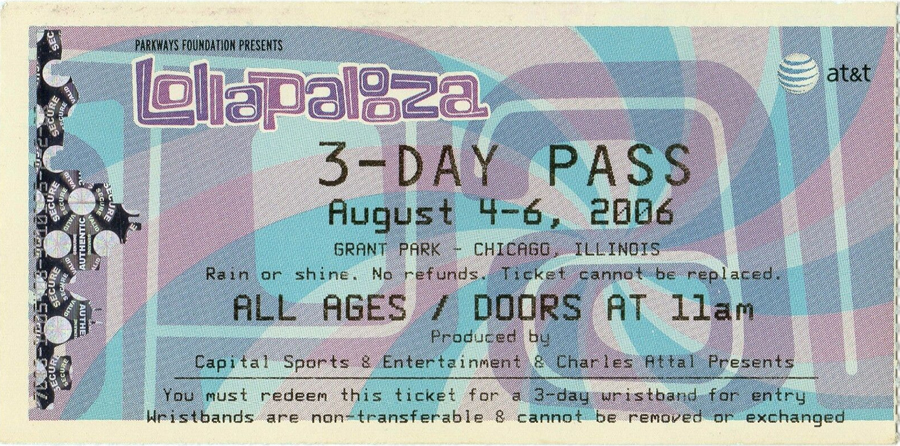 PARKWAYS FOUNDATION PRESENTS
Lollapalooza
at&t
3-DAY PASS
August 4-6, 2006
GRANT PARK - CHICAGO, ILLINOIS
Rain or shine. No refunds. Ticket cannot be replaced.
ALL AGES / DOORS AT 11am
Produced by
Capital Sports & Entertainment & Charles Attal Presents
You must redeem this ticket for a 3-day wristband for entry
Wristbands are non-transferable & cannot be removed or exchanged
SECURE
AUTHENTIC
SECURE
AUTHE
SECURE